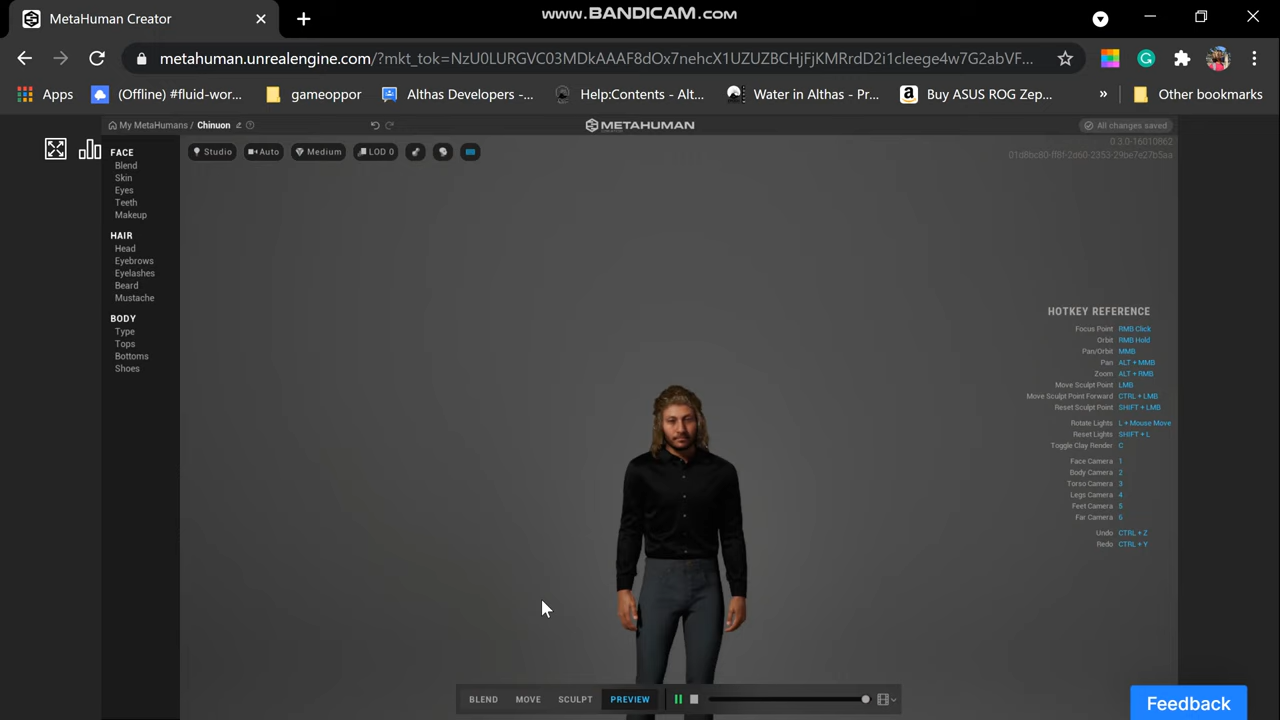 MetaHuman Creator
www.BANDICAM.com
(Offline) #fluid-wor...
Apps
gameoppor
Althas Developers -...
Help:Contents - Alt...
Water in Althas - Pr...
Buy ASUS ROG Zep...
Other bookmarks
My MetaHumans / Chinuon
METAHUMAN
All changes saved
0.3.0-16010862
Studio
Auto
Medium
LOD 0
FACE
Blend
Skin
Eyes
Teeth
Makeup
HAIR
Head
Eyebrows
Eyelashes
Beard
Mustache
BODY
Type
Tops
Bottoms
Shoes
HOTKEY REFERENCE
Focus Point RMB Click
Orbit RMB Hold
Pan/Orbit MMB
Pan ALT + MMB
Zoom ALT + RMB
Move Sculpt Point LMB
Move Sculpt Point Forward CTRL + LMB
Reset Sculpt Point SHIFT + LMB
Rotate Lights L + Mouse Move
Reset Lights SHIFT + L
Toggle Clay Render C
Face Camera 1
Body Camera 2
Torso Camera 3
Legs Camera 4
Feet Camera 5
Far Camera 6
Undo CTRL + Z
Redo CTRL + Y
BLEND MOVE SCULPT PREVIEW
Feedback